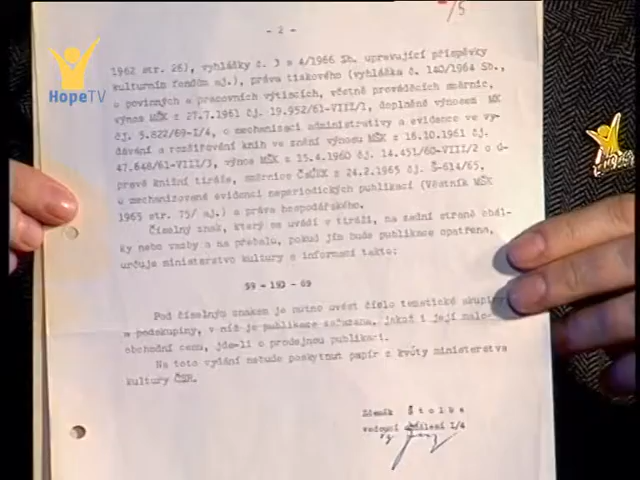 /5
- 2 -
1962 str. 26), vyhlášky č. 3 a 4/1966 Sb. upravující příspěvky
kulturním fondům aj.), práva tiskového (vyhláška č. 140/1964 Sb.,
o povinných a pracovních výtiscích, včetně prováděcích směrnic,
výnos MŠK z 27.7.1961 čj. 19.952/61-VIII/1, doplněné výnosem MK
čj. 5.822/69-I/4, o mechanisaci administrativy a evidence ve vy-
dávání a rozšiřování knih ve znění výnosu MŠK z 18.10.1961 čj.
47.648/61-VIII/3, výnos MŠK z 15.4.1960 čj. 14.451/60-VIII/2 o ú-
pravě knižní tiráže, směrnice z 24.2.1965 čj. S-614/65,
o mechanizované evidenci neperiodických publikací (Věstník MŠK
1965 str. 75/ aj.) a práva hospodářského.
Číselný znak, který se uvádí v tiráži, na zadní straně obál-
ky nebo vazby a na přebalu, pokud jím bude publikace opatřena,
určuje ministerstvo kultury a informací takto:
59 - 190 - 69
Pod číselným znakem je nutno uvést číslo tematické skupiny
a podskupiny, v níž je publikace zařazena, jakož i její malo-
obchodní cenu, jde-li o prodejnou publikaci.
Na toto vydání nebude poskytnut papír z kvóty ministerstva
kultury ČSR.
Zdeněk Štolba
vedoucí oddělení I/4
HopeTV